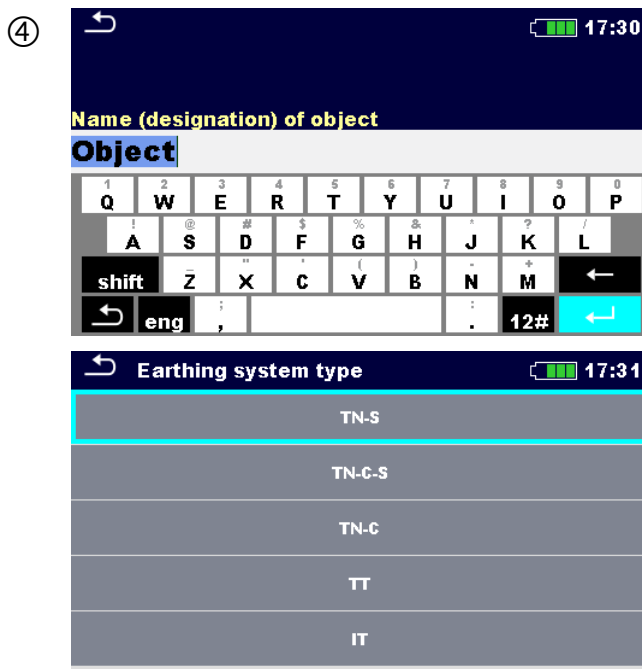 ④
17:30
Name (designation) of object
Object
1 2 3 4 5 6 7 8 9 0
Q W E R T Y U I O P
! @ # $ % & * ? /
A S D F G H J K L
shift _ " ' ( ) - +
Z X C V B N M ←
eng ; , : . 12#
Earthing system type 17:31
TN-S
TN-C-S
TN-C
TT
IT